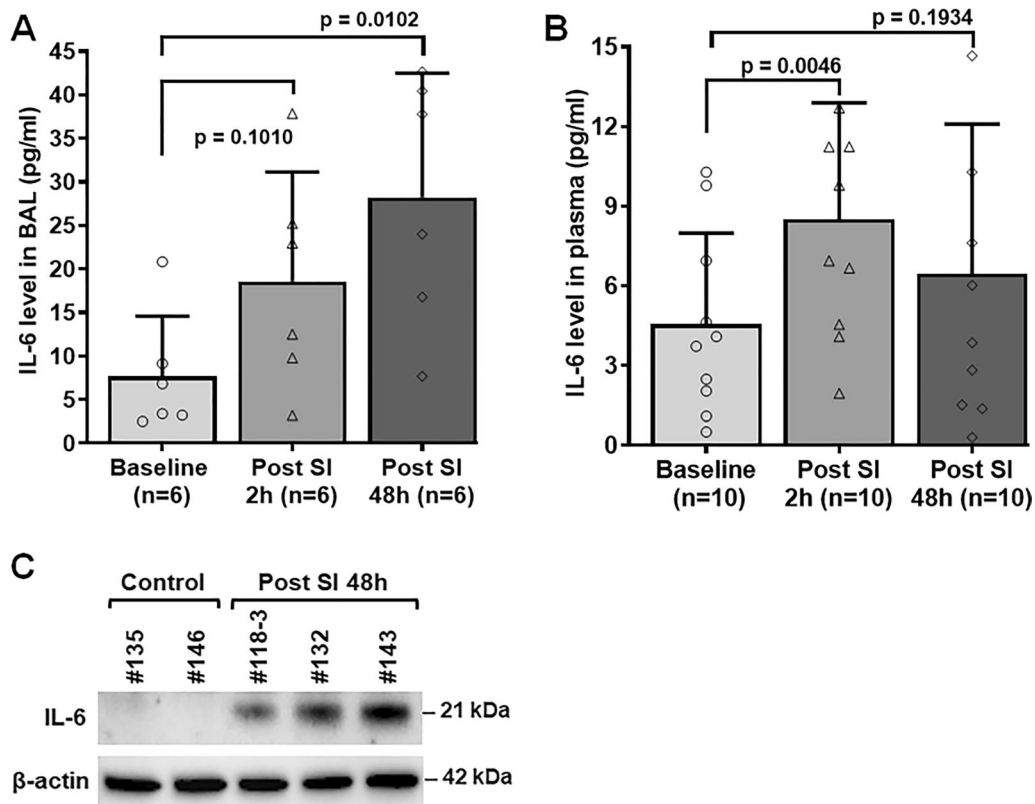 A
p = 0.0102
p = 0.1010
IL-6 level in BAL (pg/ml)
45
40
35
30
25
20
15
10
5
0
Baseline
(n=6)
Post SI
2h (n=6)
Post SI
48h (n=6)
B
p = 0.1934
p = 0.0046
IL-6 level in plasma (pg/ml)
15
12
9
6
3
0
Baseline
(n=10)
Post SI
2h (n=10)
Post SI
48h (n=10)
C
Control
Post SI 48h
#135
#146
#118-3
#132
#143
IL-6
21 kDa
β-actin
42 kDa